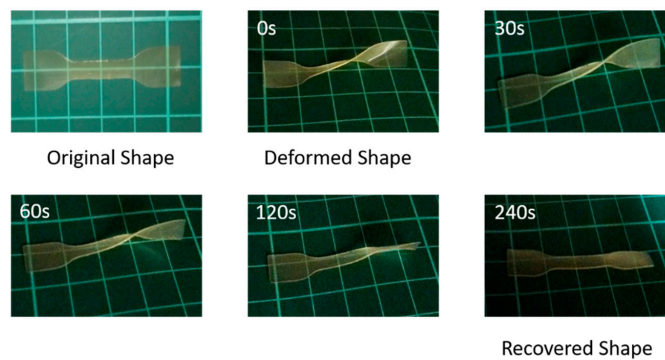 0s
30s
Original Shape
Deformed Shape
60s
120s
240s
Recovered Shape